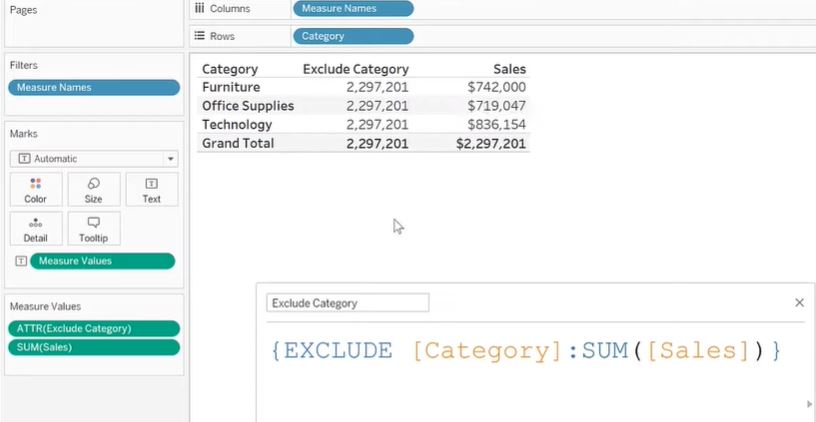 Pages
Columns
Measure Names
Rows
Category
Filters
Measure Names
Marks
Automatic
Color
Size
Text
Detail
Tooltip
Measure Values
Measure Values
ATTR(Exclude Category)
SUM(Sales)
Category Exclude Category Sales
Furniture 2,297,201 $742,000
Office Supplies 2,297,201 $719,047
Technology 2,297,201 $836,154
Grand Total 2,297,201 $2,297,201
Exclude Category
{EXCLUDE [Category]:SUM([Sales])}